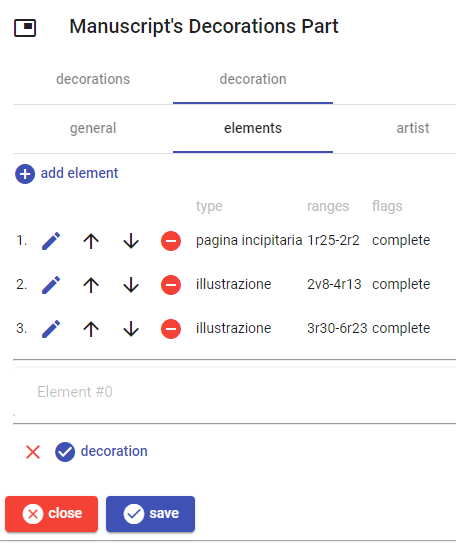 Manuscript's Decorations Part
decorations decoration
general elements artist
add element
type ranges flags
1. pagina incipitaria 1r25-2r2 complete
2. illustrazione 2v8-4r13 complete
3. illustrazione 3r30-6r23 complete
Element #0
decoration
close save